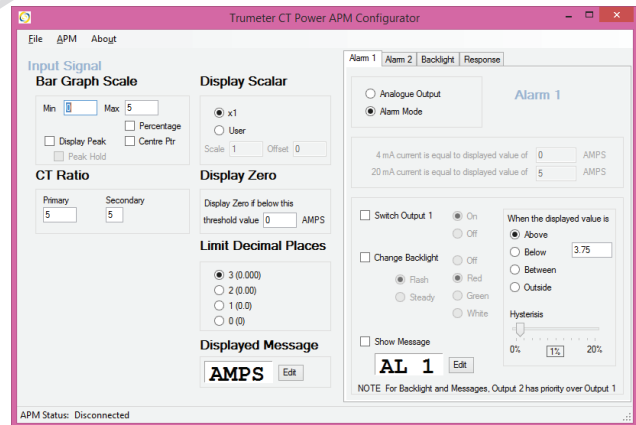 Trumeter CT Power APM Configurator
File APM About
Input Signal
Bar Graph Scale
Min 0 Max 5
Percentage
Display Peak Centre Ptr
Peak Hold
CT Ratio
Primary Secondary
5 5
Display Scalar
x1
User
Scale 1 Offset 0
Display Zero
Display Zero if below this
threshold value 0 AMPS
Limit Decimal Places
3 (0.000)
2 (0.00)
1 (0.0)
0 (0)
Displayed Message
AMPS Edit
Alarm 1 Alarm 2 Backlight Response
Analogue Output
Alarm Mode
Alarm 1
4 mA current is equal to displayed value of 0 AMPS
20 mA current is equal to displayed value of 5 AMPS
Switch Output 1 On
Off
Change Backlight Off
Flash Red
Steady Green
White
When the displayed value is
Above
Below 3.75
Between
Outside
Hysterisis
0% 1% 20%
Show Message
AL 1 Edit
NOTE For Backlight and Messages, Output 2 has priority over Output 1
APM Status: Disconnected